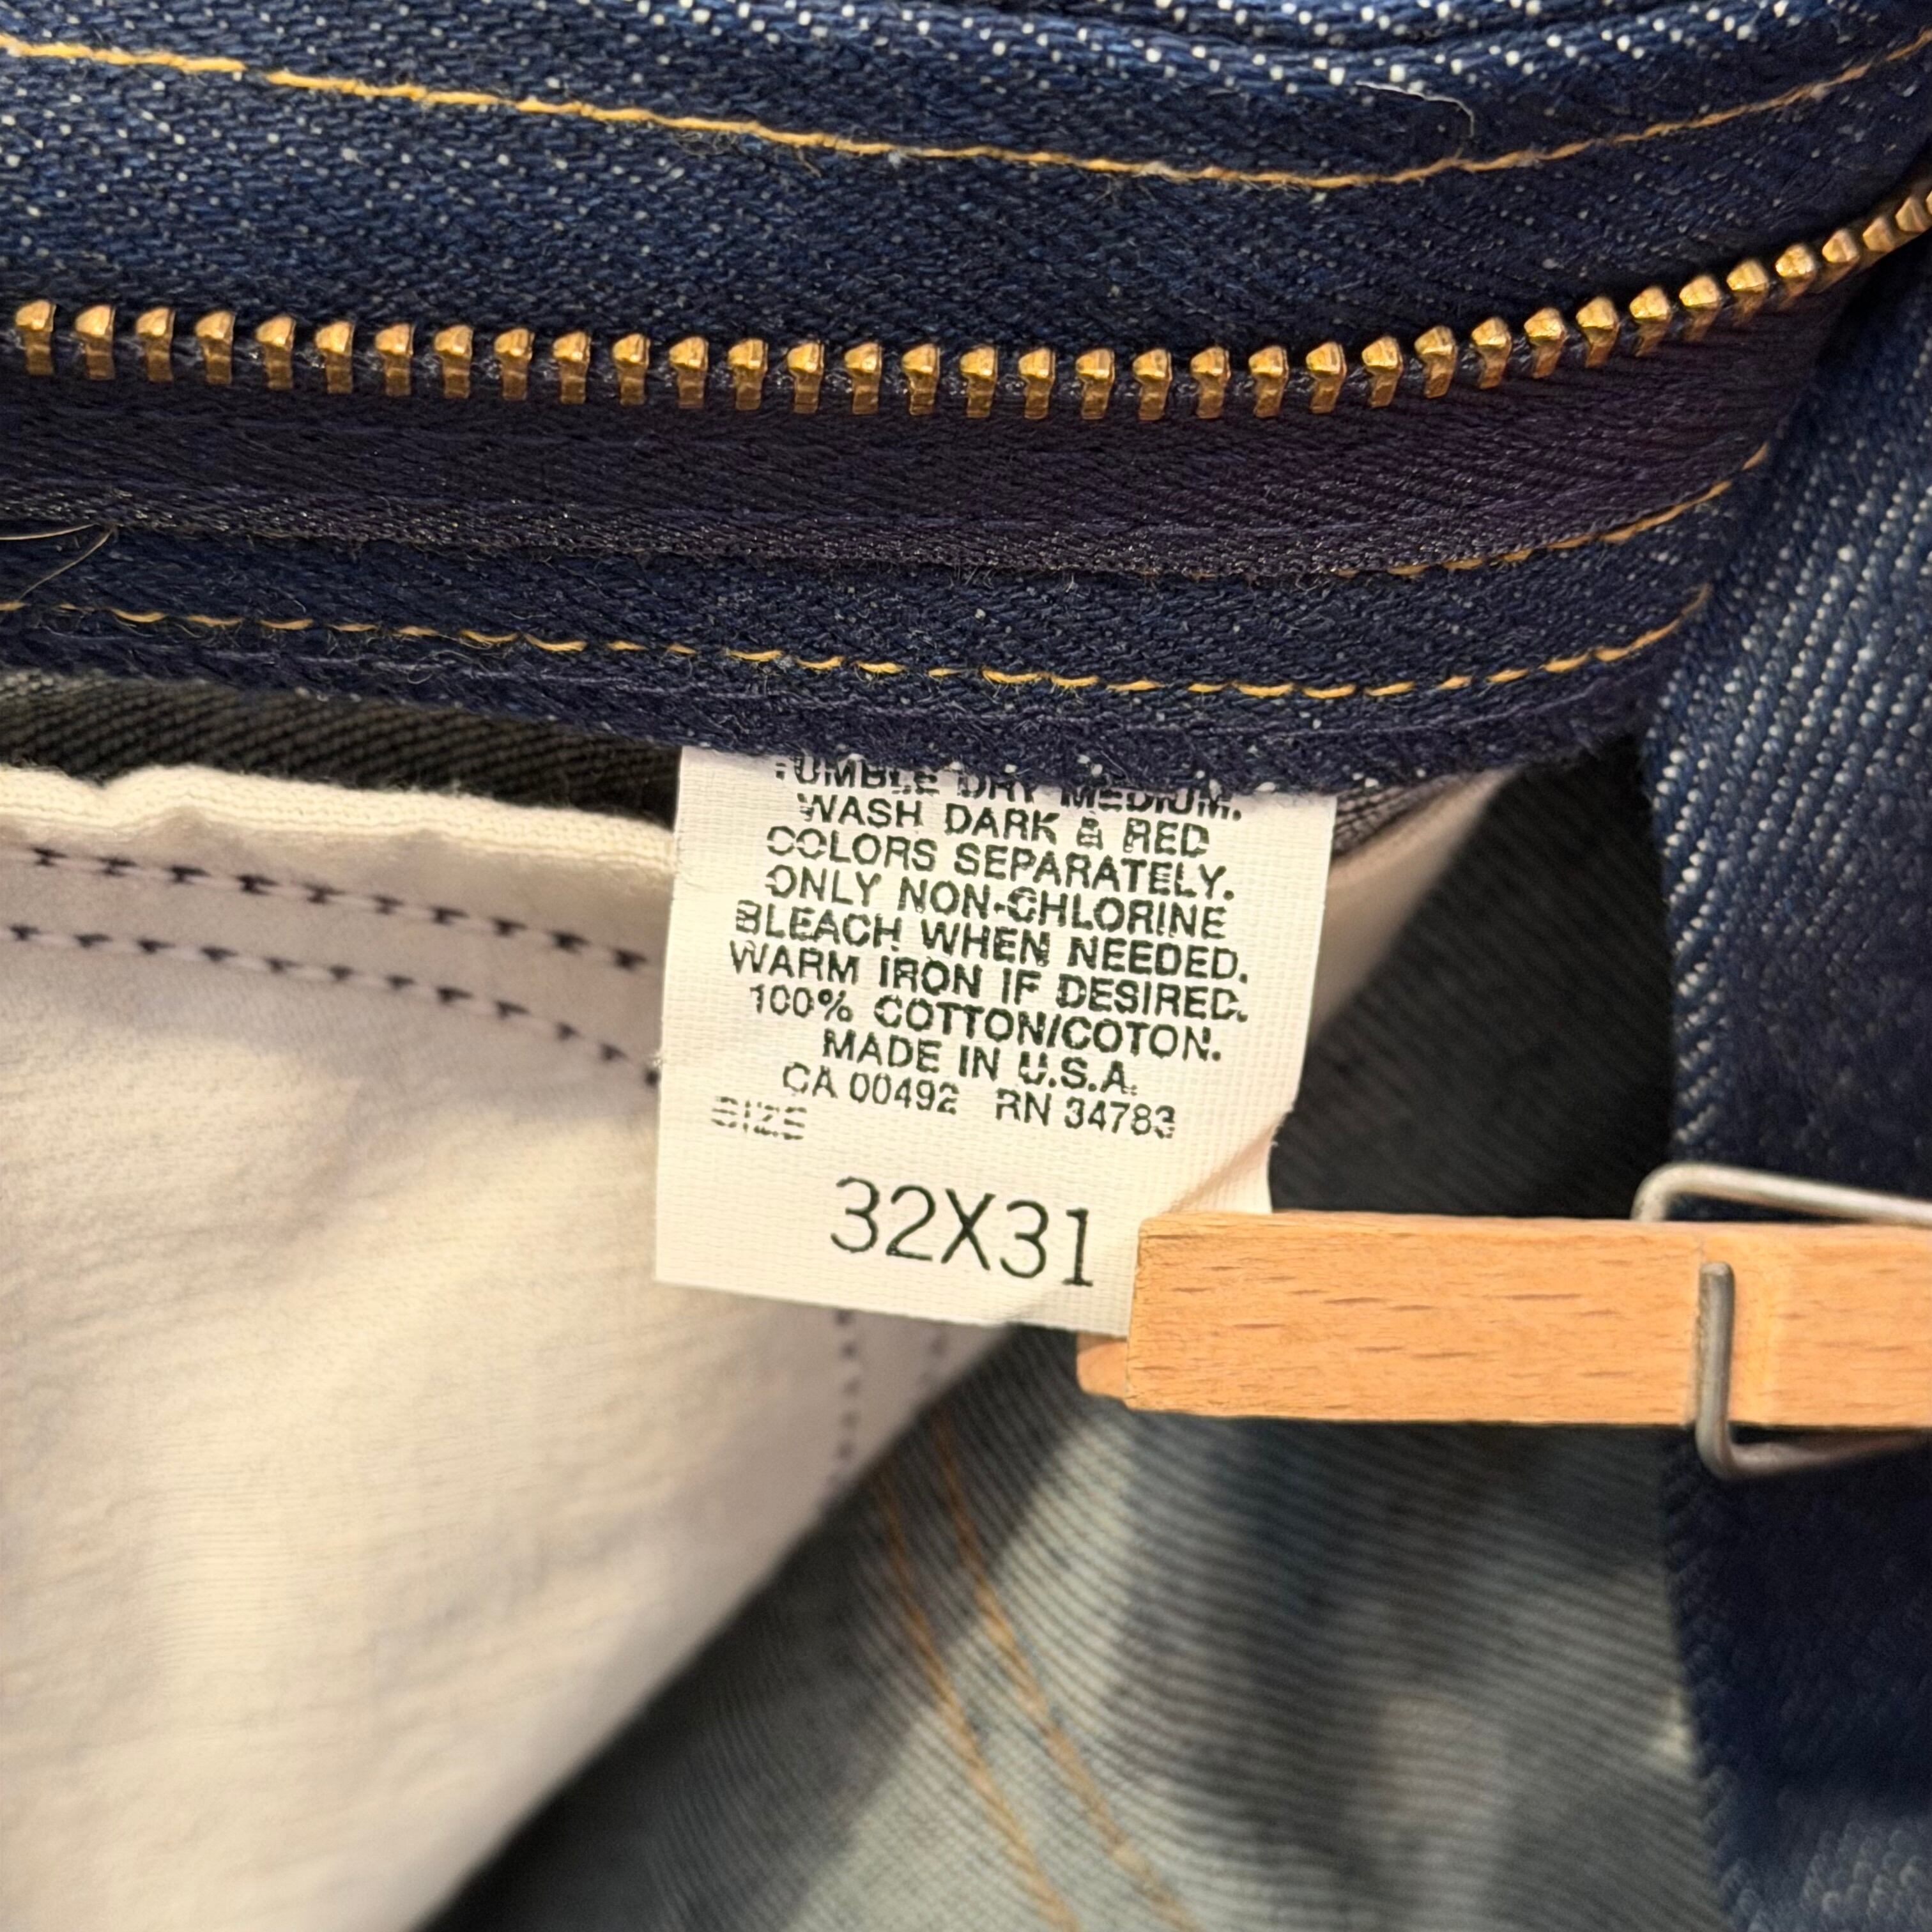 TUMBLE DRY MEDIUM.
WASH DARK & RED
COLORS SEPARATELY.
ONLY NON-CHLORINE
BLEACH WHEN NEEDED.
WARM IRON IF DESIRED.
100% COTTON/COTON.
MADE IN U.S.A.
CA 00492 RN 34783
SIZE
32X31